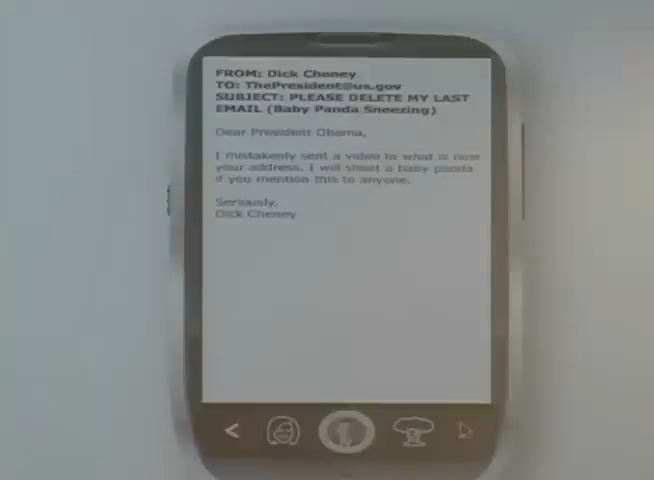 FROM: Dick Cheney
TO: ThePresident@us.gov
SUBJECT: PLEASE DELETE MY LAST
EMAIL (Baby Panda Sneezing)
Dear President Obama,
I mistakenly sent a video to what is now
your address. I will shoot a baby panda
if you mention this to anyone.
Seriously,
Dick Cheney